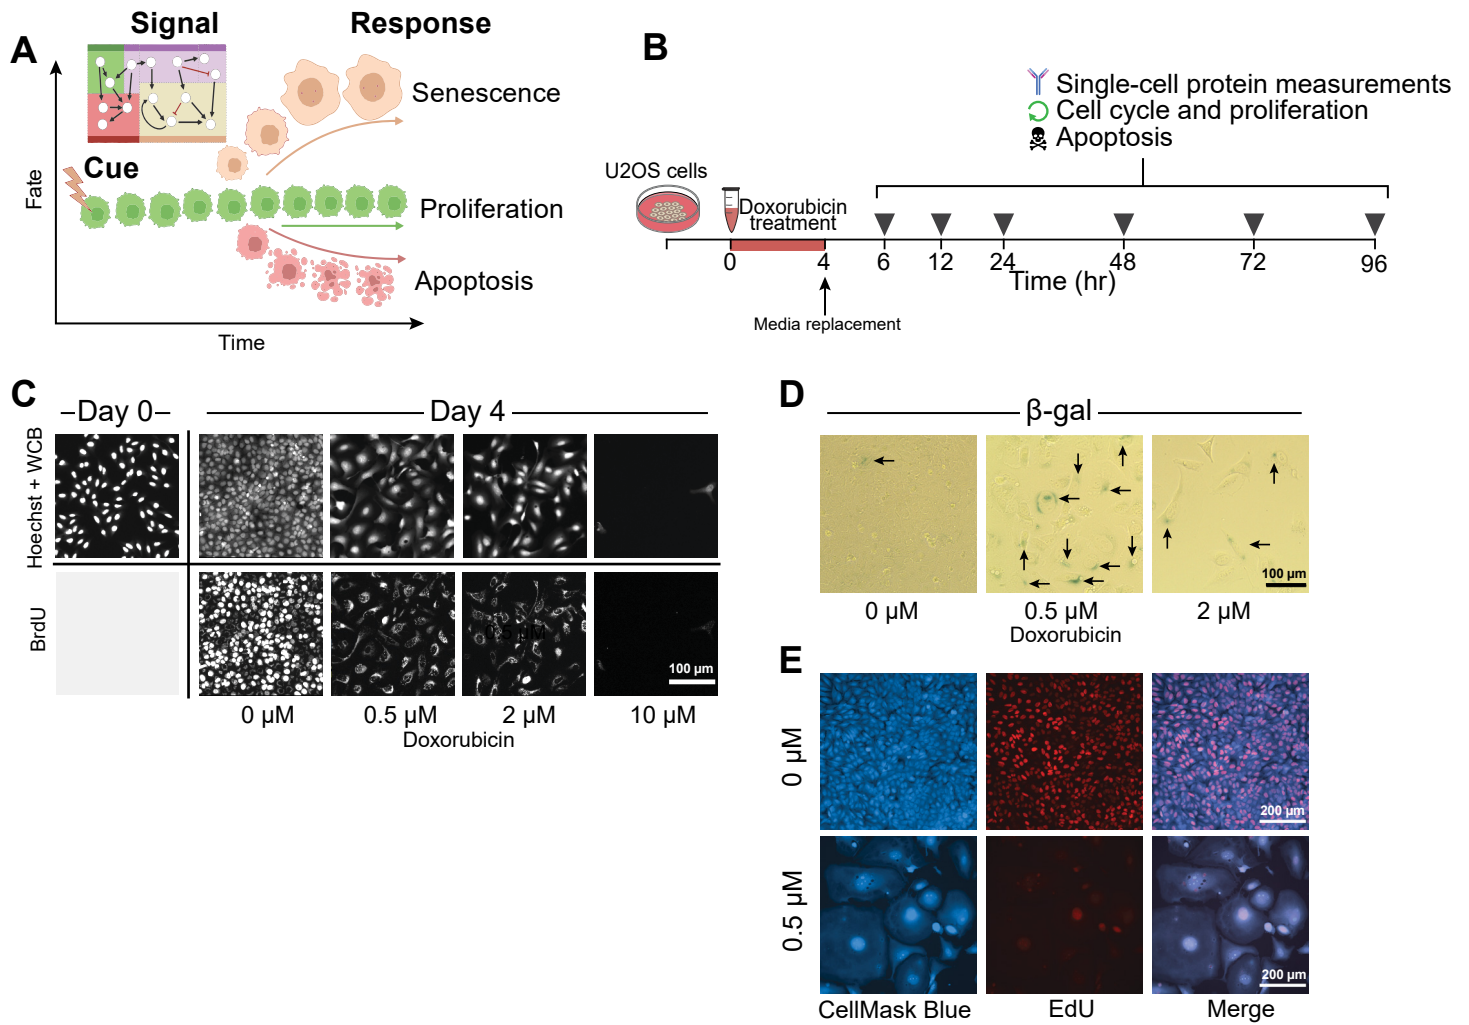 A
Signal
Response
Senescence
Cue
Fate
Proliferation
Apoptosis
Time
B
Single-cell protein measurements
Cell cycle and proliferation
Apoptosis
U2OS cells
Doxorubicin
treatment
0
4
6
12
24
48
72
96
Time (hr)
Media replacement
C
Day 0
Day 4
Hoechst + WCB
BrdU
0.5 µM
100 µm
0 µM
0.5 µM
2 µM
10 µM
Doxorubicin
D
β-gal
100 µm
0 µM
0.5 µM
2 µM
Doxorubicin
E
0 µM
200 µm
0.5 µM
200 µm
CellMask Blue
EdU
Merge